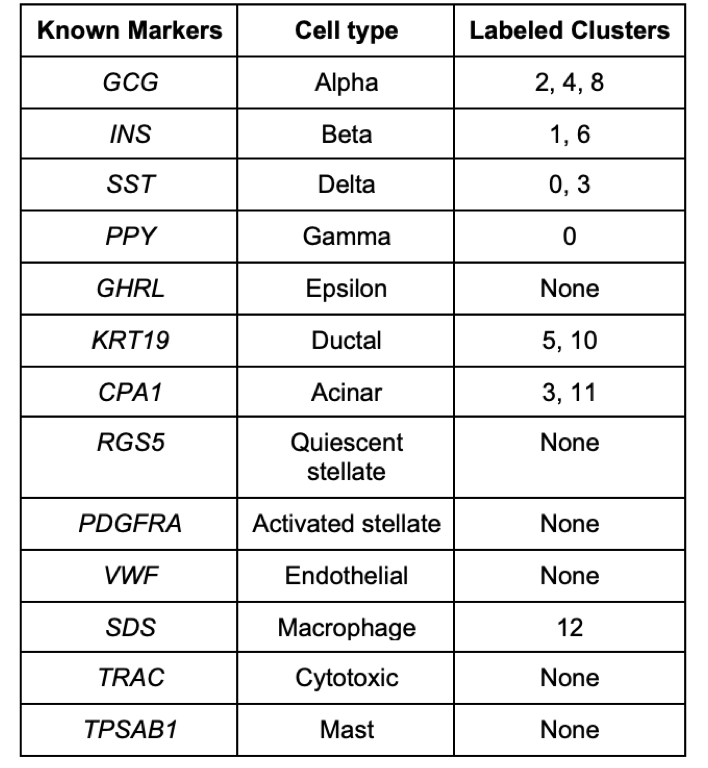 Known Markers Cell type Labeled Clusters
GCG Alpha 2, 4, 8
INS Beta 1, 6
SST Delta 0, 3
PPY Gamma 0
GHRL Epsilon None
KRT19 Ductal 5, 10
CPA1 Acinar 3, 11
RGS5 Quiescent None
stellate
PDGFRA Activated stellate None
VWF Endothelial None
SDS Macrophage 12
TRAC Cytotoxic None
TPSAB1 Mast None